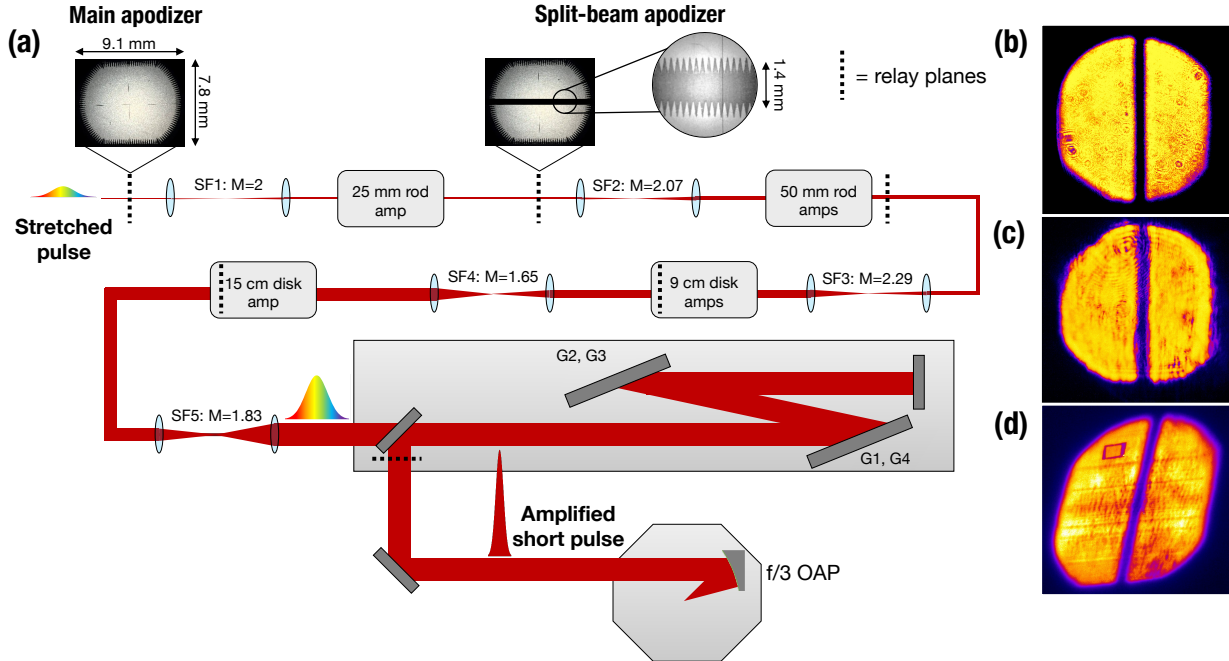 (a)
Main apodizer
9.1 mm
7.8 mm
Split-beam apodizer
1.4 mm
= relay planes
Stretched
pulse
SF1: M=2
25 mm rod
amp
SF2: M=2.07
50 mm rod
amps
15 cm disk
amp
SF4: M=1.65
9 cm disk
amps
SF3: M=2.29
SF5: M=1.83
G2, G3
G1, G4
Amplified
short pulse
f/3 OAP
(b)
(c)
(d)